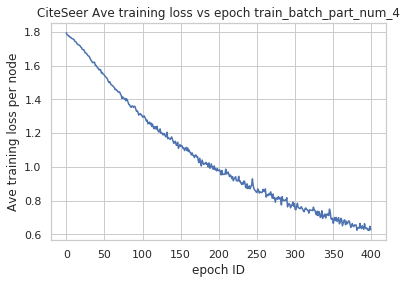 CiteSeer Ave training loss vs epoch train_batch_part_num_4
1.8
1.6
1.4
1.2
1.0
0.8
0.6
Ave training loss per node
0 50 100 150 200 250 300 350 400
epoch ID